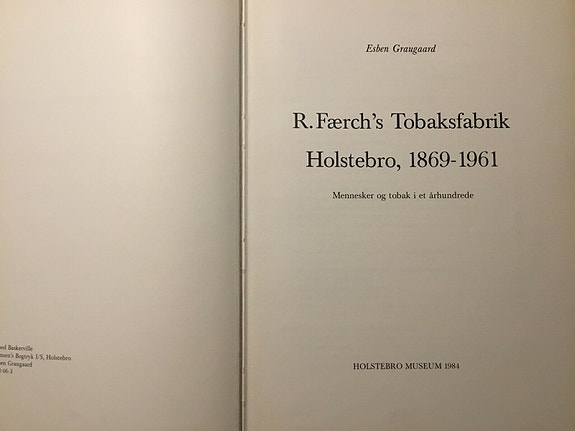 Baskerville
Bogtryk I/S, Holstebro
Graugaard
Esben Graugaard
R. Færch's Tobaksfabrik
Holstebro, 1869-1961
Mennesker og tobak i et århundrede
HOLSTEBRO MUSEUM 1984